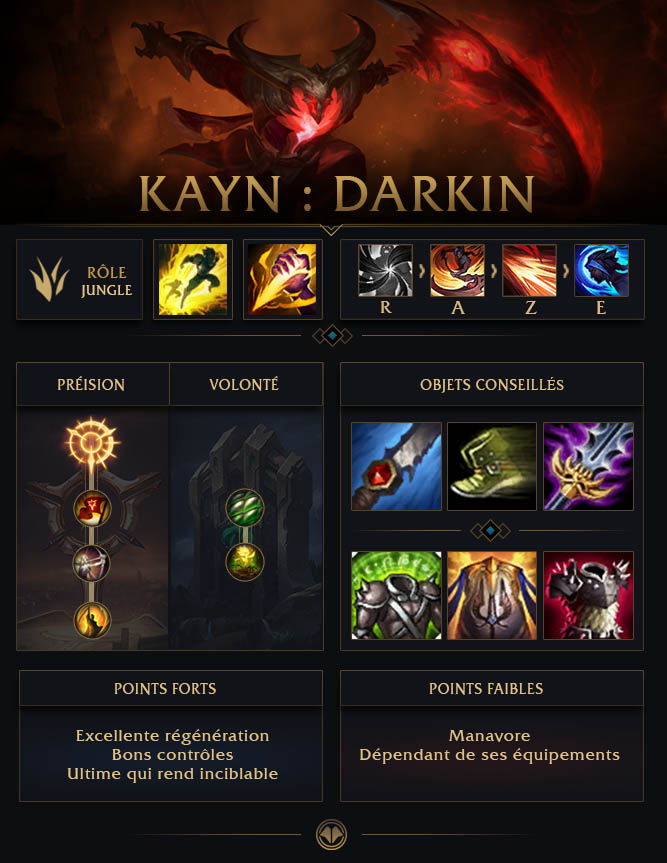 KAYN : DARKIN
RÔLE
JUNGLE
R
A
Z
E
PRÉISION
VOLONTÉ
OBJETS CONSEILLÉS
POINTS FORTS
Excellente régénération
Bons contrôles
Ultime qui rend inciblable
POINTS FAIBLES
Manavore
Dépendant de ses équipements